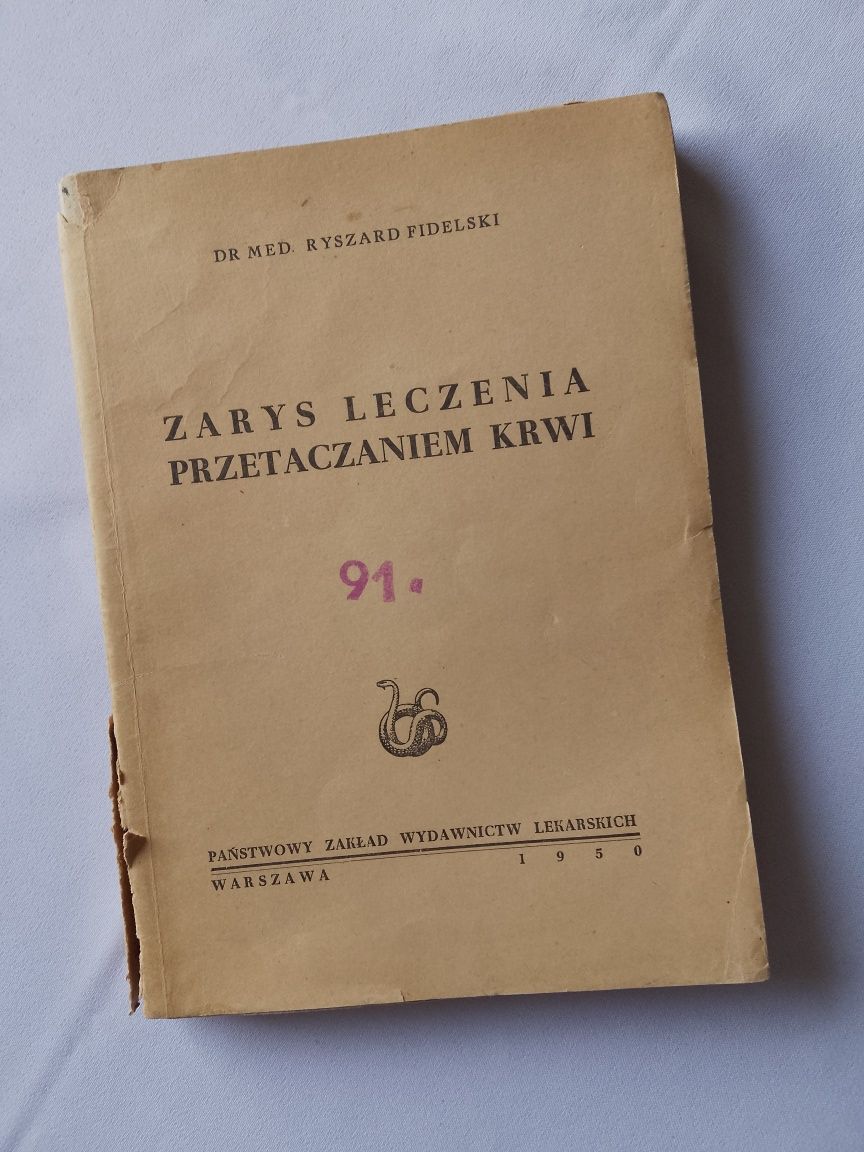 DR MED. RYSZARD FIDELSKI
ZARYS LECZENIA
PRZETACZANIEM KRWI
91.
PAŃSTWOWY ZAKŁAD WYDAWNICTW LEKARSKICH
WARSZAWA 1950